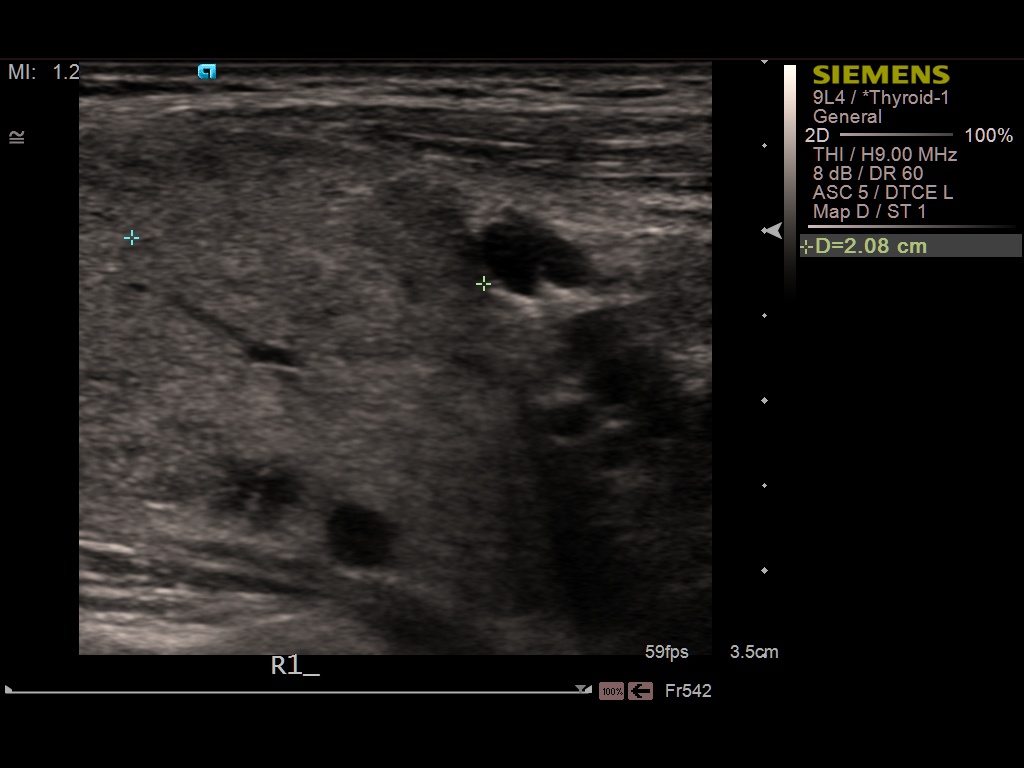 MI: 1.2
SIEMENS
9L4 / *Thyroid-1
General
2D 100%
THI / H9.00 MHz
8 dB / DR 60
ASC 5 / DTCE L
Map D / ST 1
D=2.08 cm
59fps 3.5cm
R1_
100% Fr542